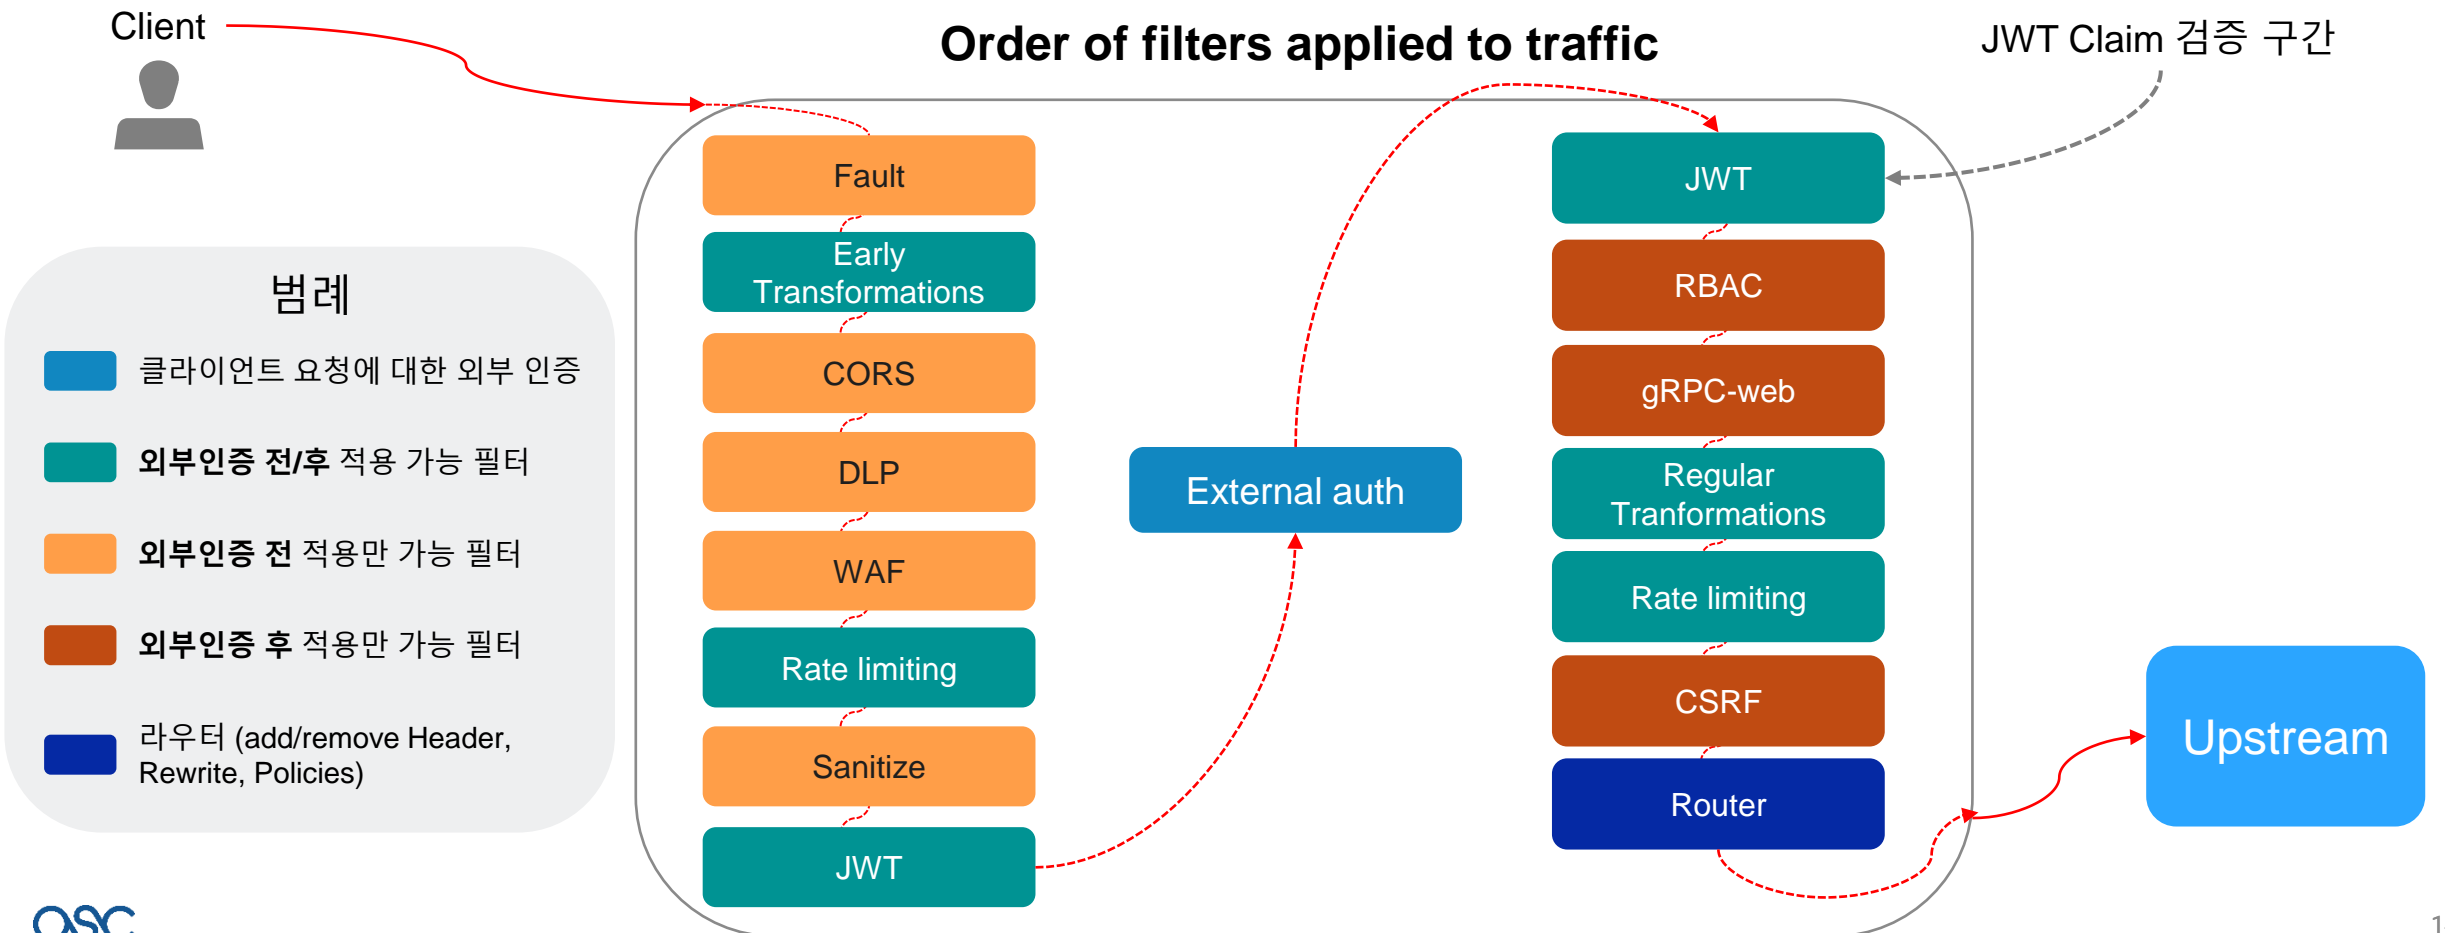 Client
Order of filters applied to traffic
JWT Claim 검증 구간
범례
클라이언트 요청에 대한 외부 인증
외부인증 전/후 적용 가능 필터
외부인증 전 적용만 가능 필터
외부인증 후 적용만 가능 필터
라우터 (add/remove Header,
Rewrite, Policies)
Fault
Early
Transformations
CORS
DLP
WAF
Rate limiting
Sanitize
JWT
External auth
JWT
RBAC
gRPC-web
Regular
Tranformations
Rate limiting
CSRF
Router
Upstream
OSC